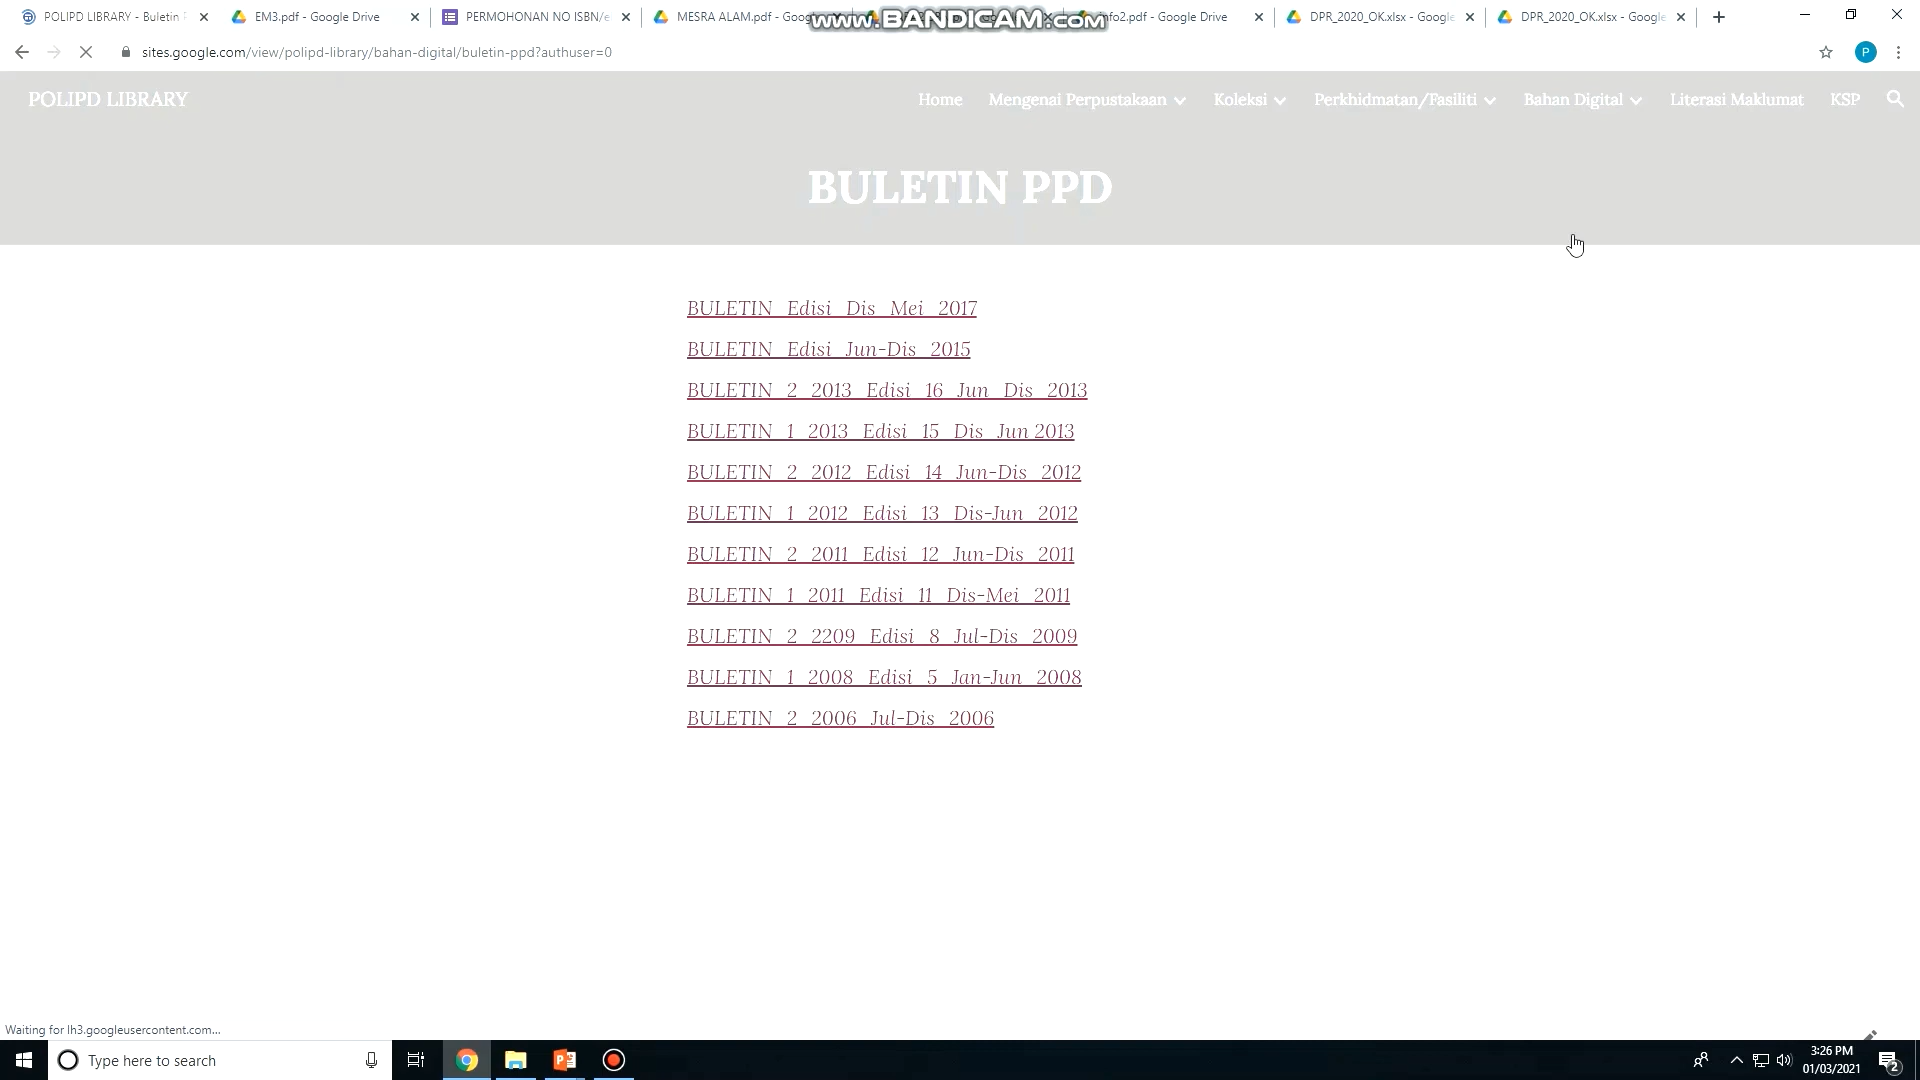 POLIPD LIBRARY - Buletin
EM3.pdf - Google Drive
PERMOHONAN NO ISBN/e
MESRA ALAM.pdf - Goog
www.BANDICAM.com
info2.pdf - Google Drive
DPR_2020_OK.xlsx - Google
DPR_2020_OK.xlsx - Google
sites.google.com/view/polipd-library/bahan-digital/buletin-ppd?authuser=0
P
POLIPD LIBRARY
Home Mengenai Perpustakaan Koleksi Perkhidmatan/Fasiliti Bahan Digital Literasi Maklumat KSP
BULETIN PPD
BULETIN_Edisi_Dis_Mei_2017
BULETIN_Edisi_Jun-Dis_2015
BULETIN_2_2013_Edisi_16_Jun_Dis_2013
BULETIN_1_2013_Edisi_15_Dis_Jun 2013
BULETIN_2_2012_Edisi_14_Jun-Dis_2012
BULETIN_1_2012_Edisi_13_Dis-Jun_2012
BULETIN_2_2011_Edisi_12_Jun-Dis_2011
BULETIN_1_2011_Edisi_11_Dis-Mei_2011
BULETIN_2_2209_Edisi_8_Jul-Dis_2009
BULETIN_1_2008_Edisi_5_Jan-Jun_2008
BULETIN_2_2006_Jul-Dis_2006
Waiting for lh3.googleusercontent.com...
Type here to search
3:26 PM
01/03/2021
2